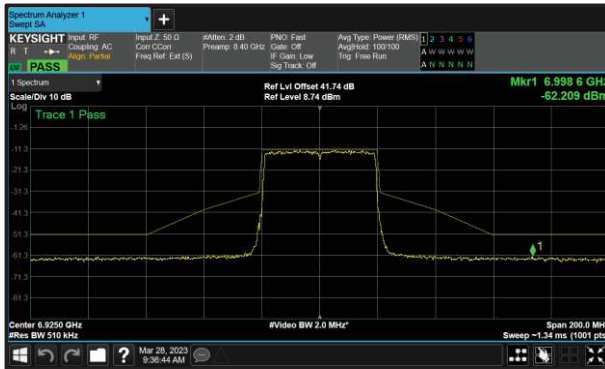 Spectrum Analyzer 1
Swept SA
KEYSIGHT
R T
PASS
Input: RF
Coupling: AC
Align: Partial
Input Z: 50 Ω
Corr CCorr
Freq Ref: Ext (S)
#Atten: 2 dB
Preamp: 8.40 GHz
PNO: Fast
Gate: Off
IF Gain: Low
Sig Track: Off
Avg Type: Power (RMS)
Avg|Hold: 100/100
Trig: Free Run
1 2 3 4 5 6
A W W W W W
A N N N N N
1 Spectrum
Scale/Div 10 dB
Ref Lvl Offset 41.74 dB
Ref Level 8.74 dBm
Mkr1 6.998 6 GHz
-62.209 dBm
Log
Trace 1 Pass
-1.26
-11.3
-21.3
-31.3
-41.3
-51.3
-61.3
-71.3
-81.3
1
Center 6.9250 GHz
#Res BW 510 kHz
#Video BW 2.0 MHz*
Span 200.0 MHz
Sweep ~1.34 ms (1001 pts)
?
Mar 28, 2023
9:36:44 AM